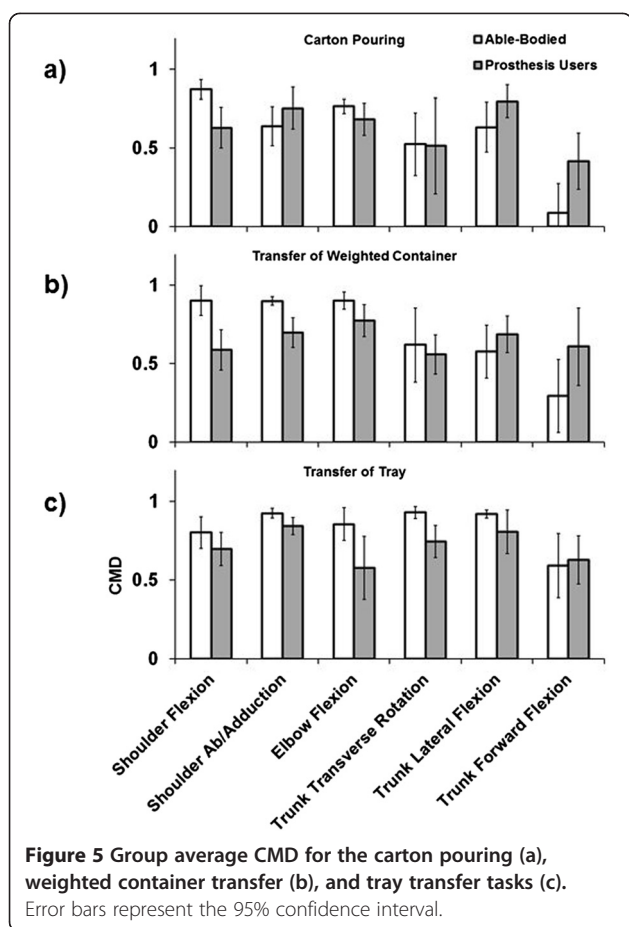 Carton Pouring
Able-Bodied
Prosthesis Users
a)
1
0.5
0
Transfer of Weighted Container
b)
1
0.5
0
Transfer of Tray
c)
1
0.5
0
CMD
Shoulder Flexion
Shoulder Ab/Adduction
Elbow Flexion
Trunk Transverse Rotation
Trunk Lateral Flexion
Trunk Forward Flexion
Figure 5 Group average CMD for the carton pouring (a),
weighted container transfer (b), and tray transfer tasks (c).
Error bars represent the 95% confidence interval.